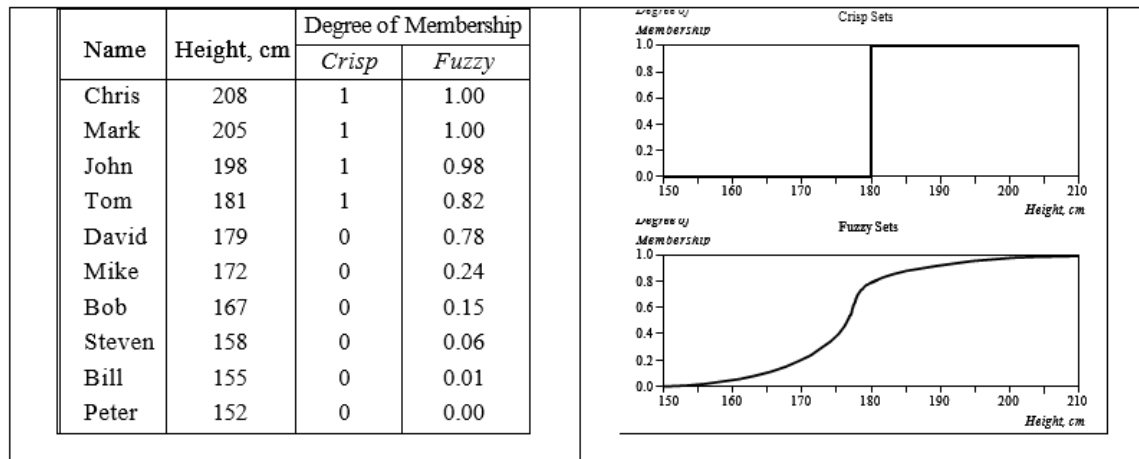 Name Height, cm Degree of Membership
Crisp Fuzzy
Chris 208 1 1.00
Mark 205 1 1.00
John 198 1 0.98
Tom 181 1 0.82
David 179 0 0.78
Mike 172 0 0.24
Bob 167 0 0.15
Steven 158 0 0.06
Bill 155 0 0.01
Peter 152 0 0.00
Degree of
Membership
Crisp Sets
1.0
0.8
0.6
0.4
0.2
0.0
150 160 170 180 190 200 210
Height, cm
Degree of
Membership
Fuzzy Sets
1.0
0.8
0.6
0.4
0.2
0.0
150 160 170 180 190 200 210
Height, cm